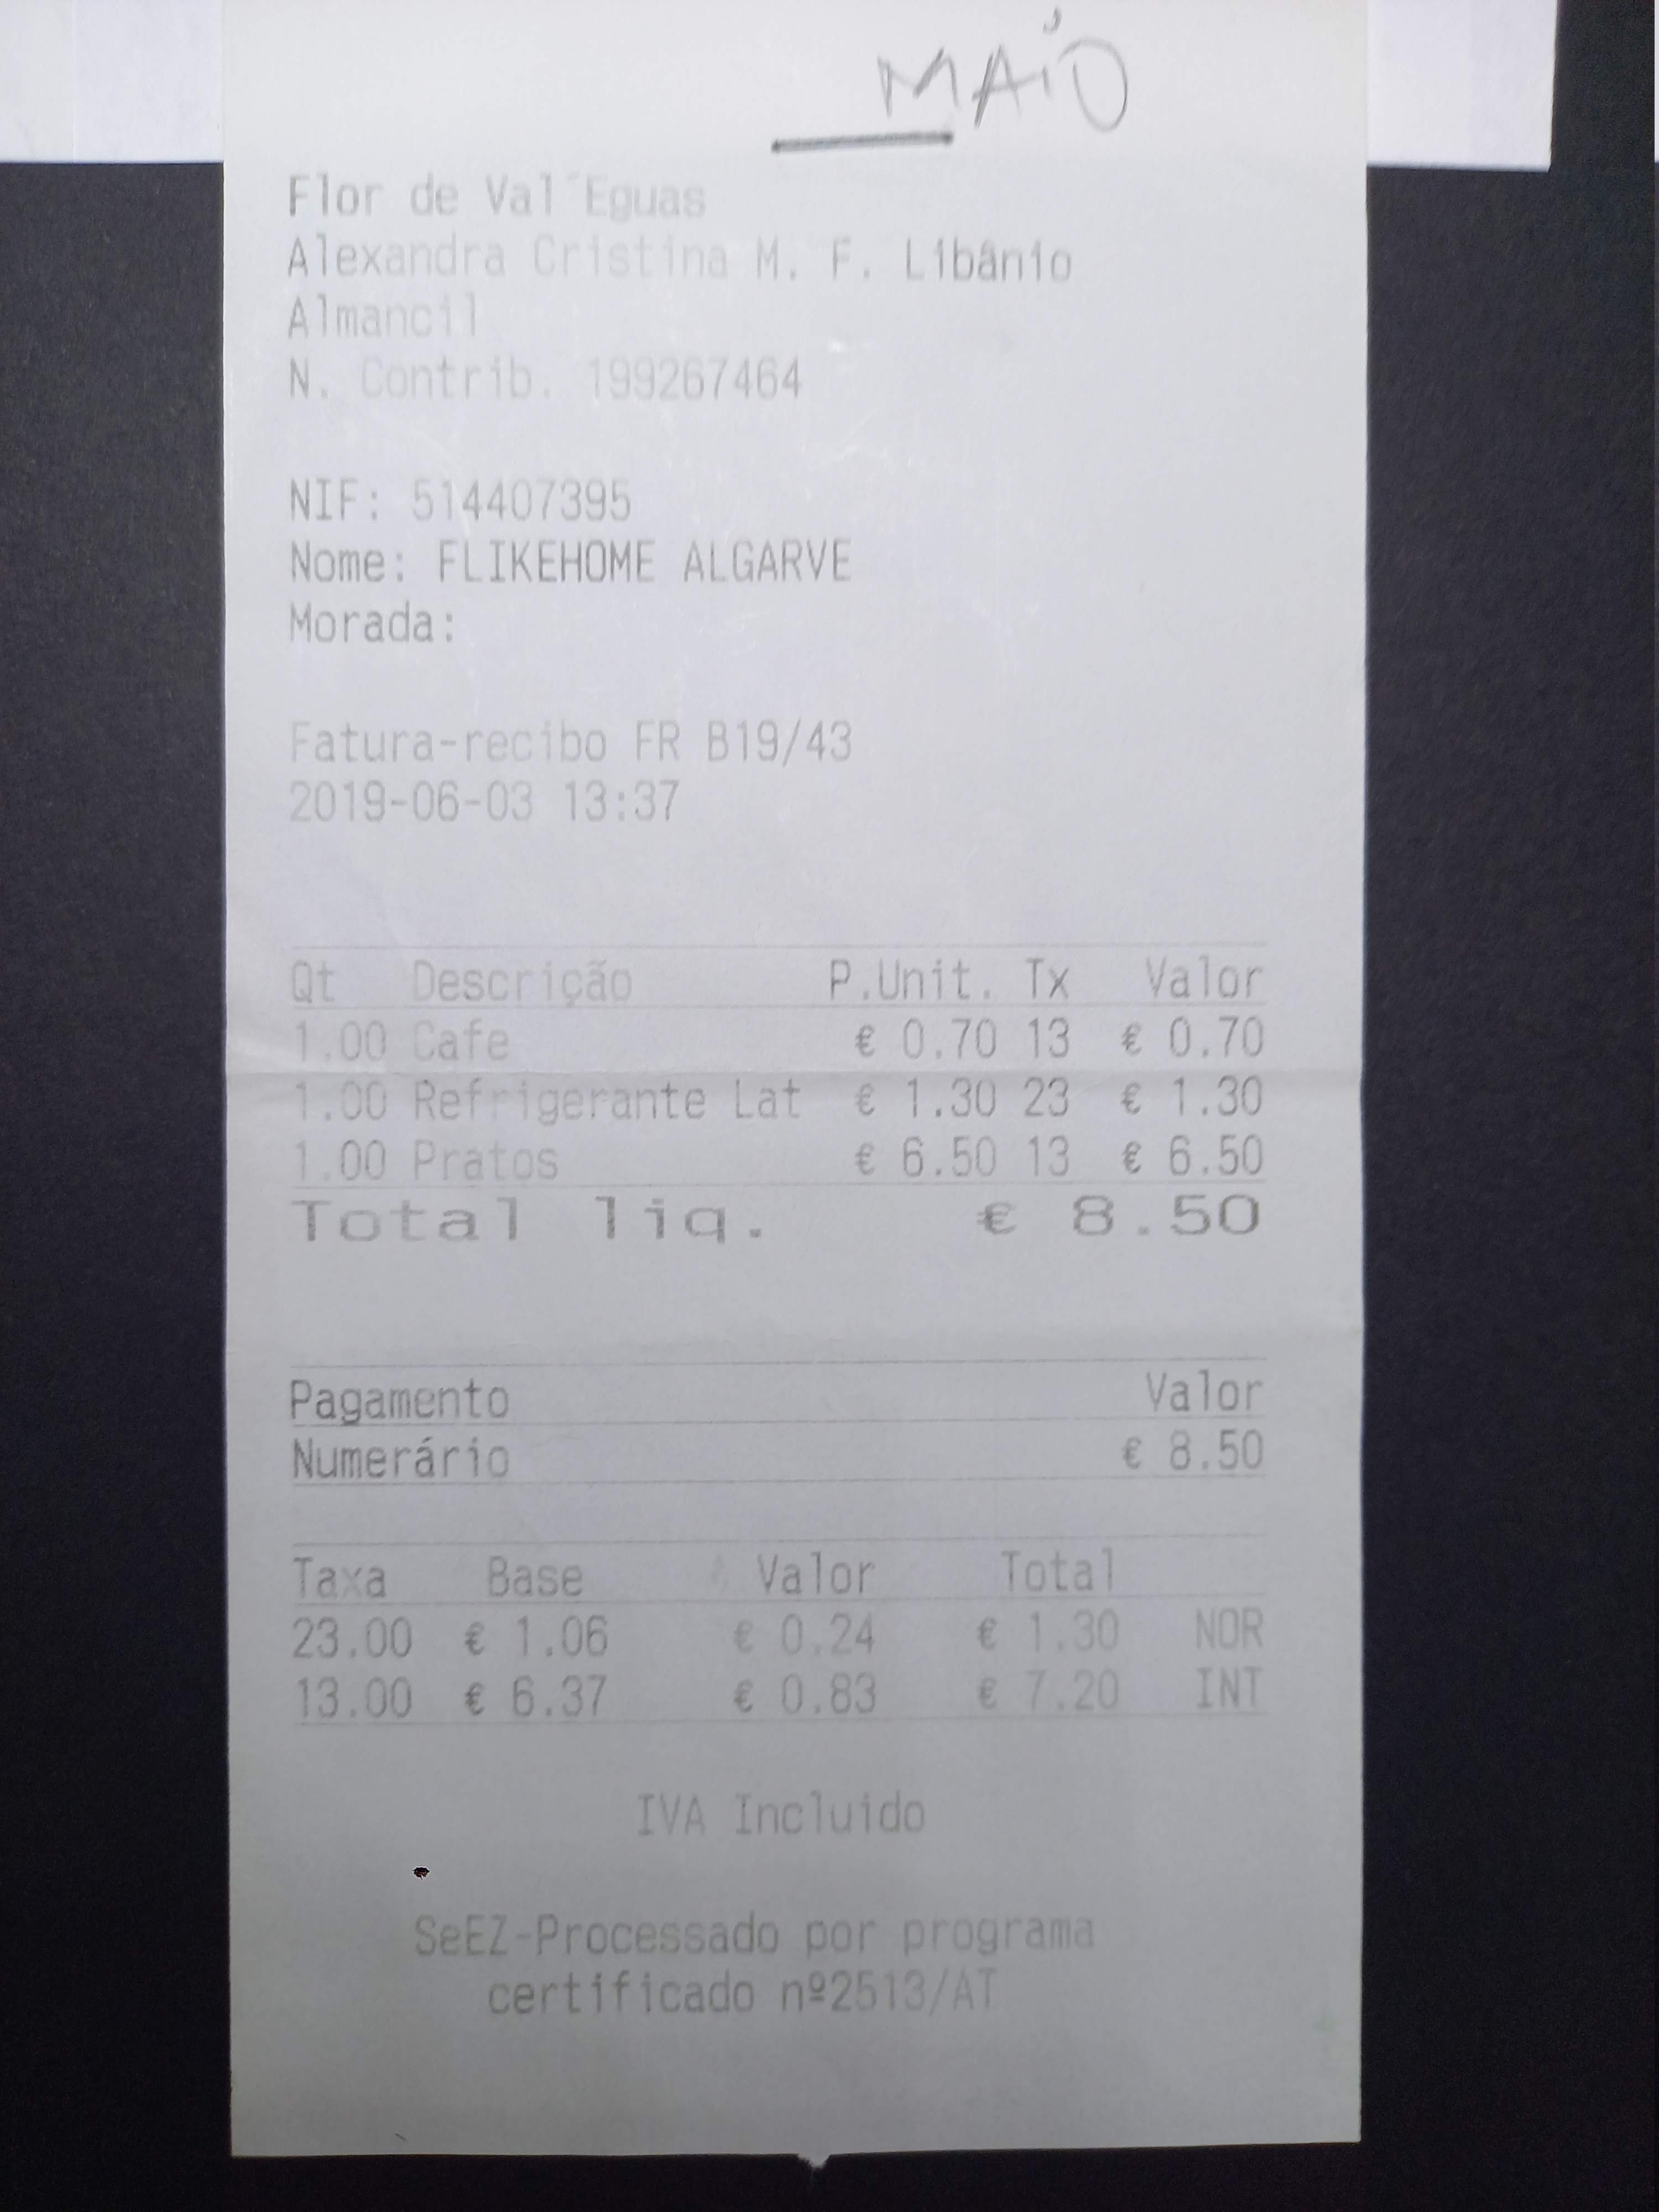 MAIO
Flor de Val´Eguas
Alexandra Cristina M. F. Libânio
Almancil
N. Contrib. 199267464
NIF: 514407395
Nome: FLIKEHOME ALGARVE
Morada:
Fatura-recibo FR B19/43
2019-06-03 13:37
Qt Descrição P.Unit. Tx Valor
1.00 Cafe € 0.70 13 € 0.70
1.00 Refrigerante Lat € 1.30 23 € 1.30
1.00 Pratos € 6.50 13 € 6.50
Total liq. € 8.50
Pagamento Valor
Numerário € 8.50
Taxa Base Valor Total
23.00 € 1.06 € 0.24 € 1.30 NOR
13.00 € 6.37 € 0.83 € 7.20 INT
IVA Incluido
SeEZ-Processado por programa
certificado nº2513/AT